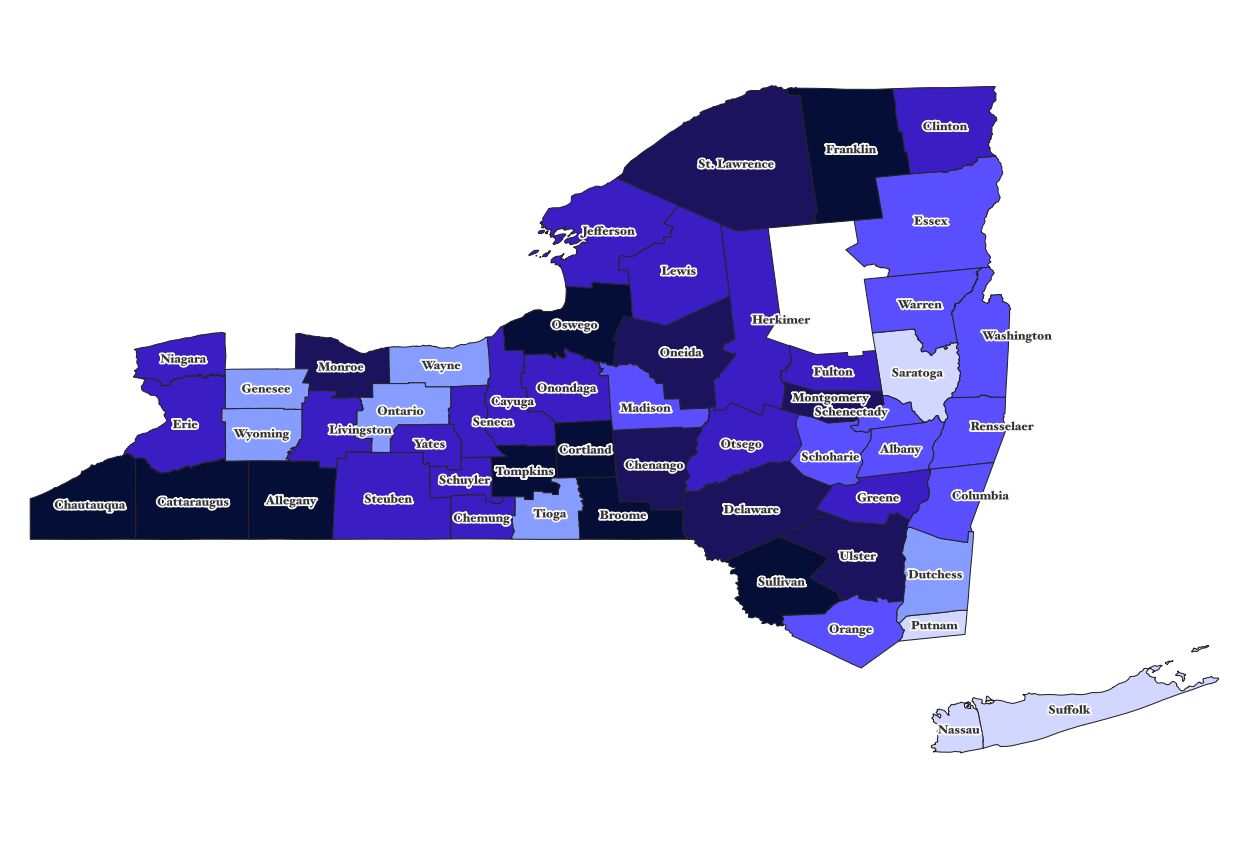 Clinton
Franklin
St. Lawrence
Essex
Jefferson
Lewis
Warren
Herkimer
Oswego
Washington
Oneida
Niagara
Monroe
Wayne
Fulton
Saratoga
Genesee
Onondaga
Montgomery
Cayuga
Madison
Ontario
Schenectady
Erie
Seneca
Rensselaer
Livingston
Wyoming
Yates
Otsego
Cortland
Albany
Schoharie
Chenango
Tompkins
Schuyler
Columbia
Greene
Steuben
Allegany
Cattaraugus
Chautauqua
Delaware
Tioga
Broome
Chemung
Ulster
Dutchess
Sullivan
Putnam
Orange
Suffolk
Nassau